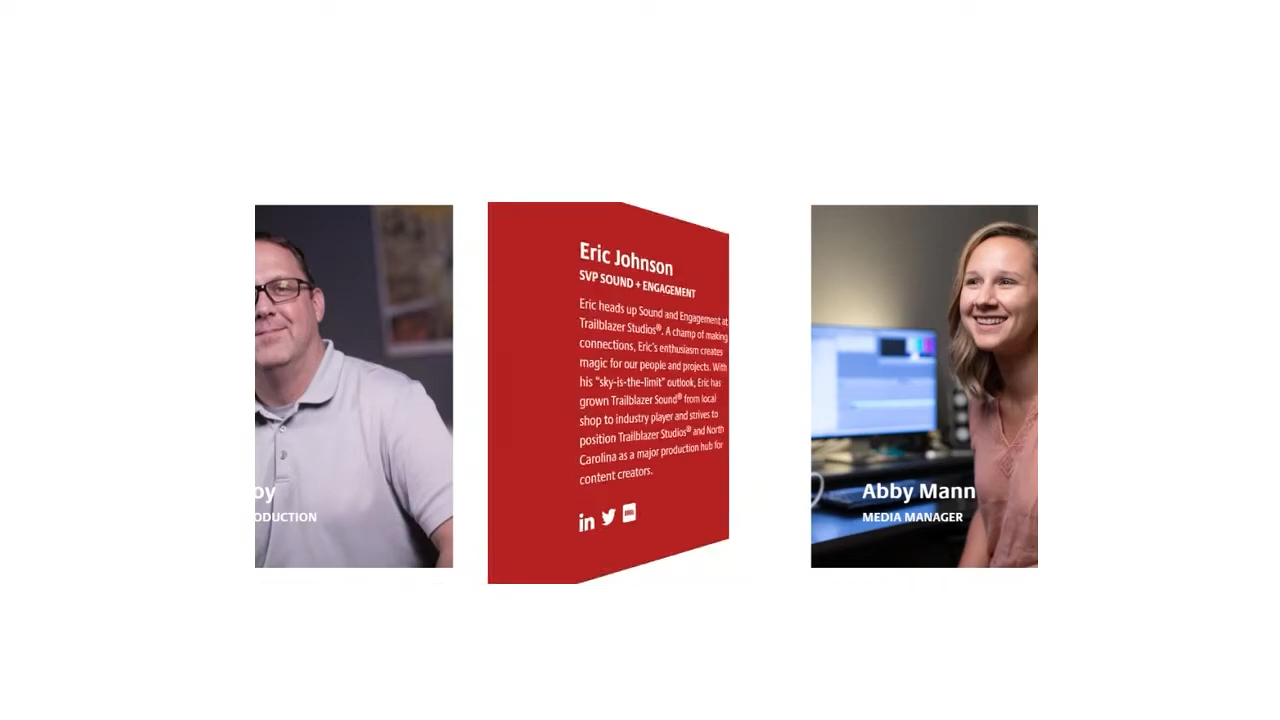 oy
ODUCTION
Eric Johnson
SVP SOUND + ENGAGEMENT
Eric heads up Sound and Engagement at
Trailblazer Studios®. A champ of making
connections, Eric's enthusiasm creates
magic for our people and projects. With
his "sky-is-the-limit" outlook, Eric has
grown Trailblazer Sound® from local
shop to industry player and strives to
position Trailblazer Studios® and North
Carolina as a major production hub for
content creators.
in
Abby Mann
MEDIA MANAGER